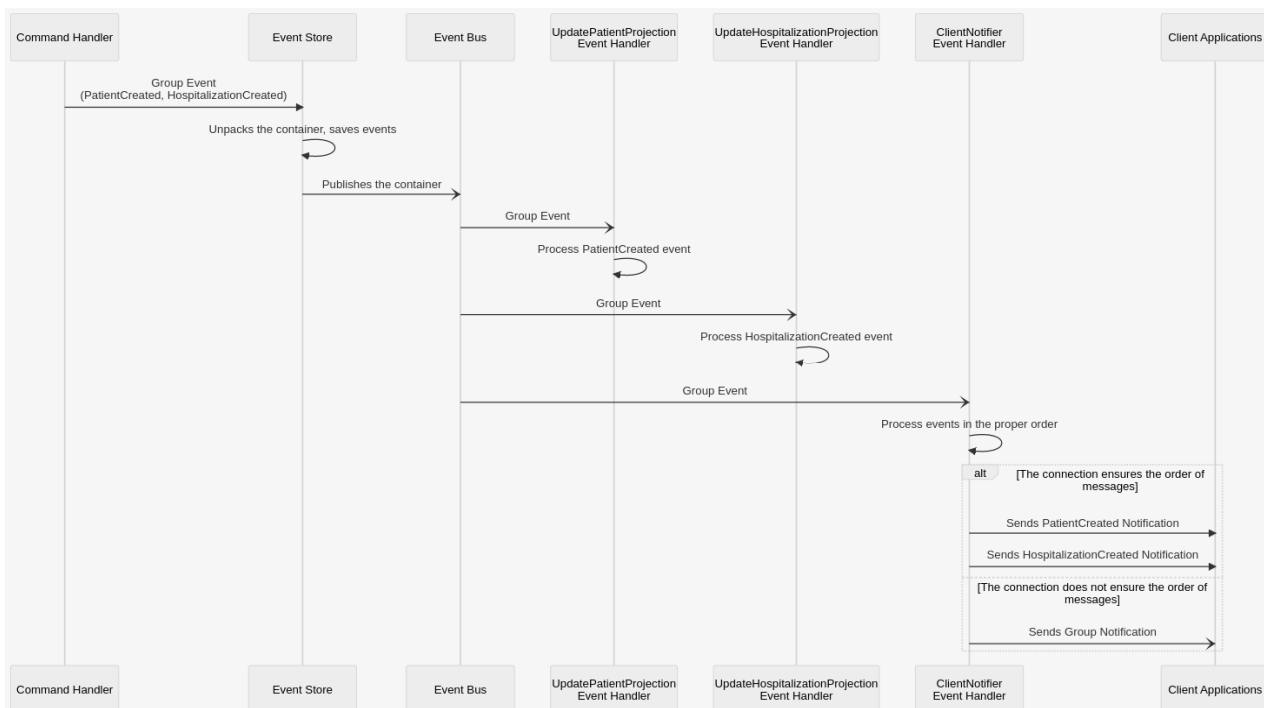 Command Handler
Event Store
Event Bus
UpdatePatientProjection
Event Handler
UpdateHospitalizationProjection
Event Handler
ClientNotifier
Event Handler
Client Applications
Group Event
(PatientCreated, HospitalizationCreated)
Unpacks the container, saves events
Publishes the container
Group Event
Process PatientCreated event
Group Event
Process HospitalizationCreated event
Group Event
Process events in the proper order
alt
[The connection ensures the order of
messages]
Sends PatientCreated Notification
Sends HospitalizationCreated Notification
[The connection does not ensure the order of
messages]
Sends Group Notification
Command Handler
Event Store
Event Bus
UpdatePatientProjection
Event Handler
UpdateHospitalizationProjection
Event Handler
ClientNotifier
Event Handler
Client Applications